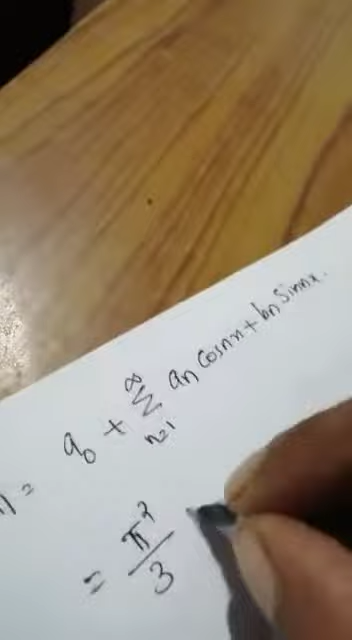 ) = a₀ + ∞ Σ n=1 an cosnx + bn sinnx.
= π²/3